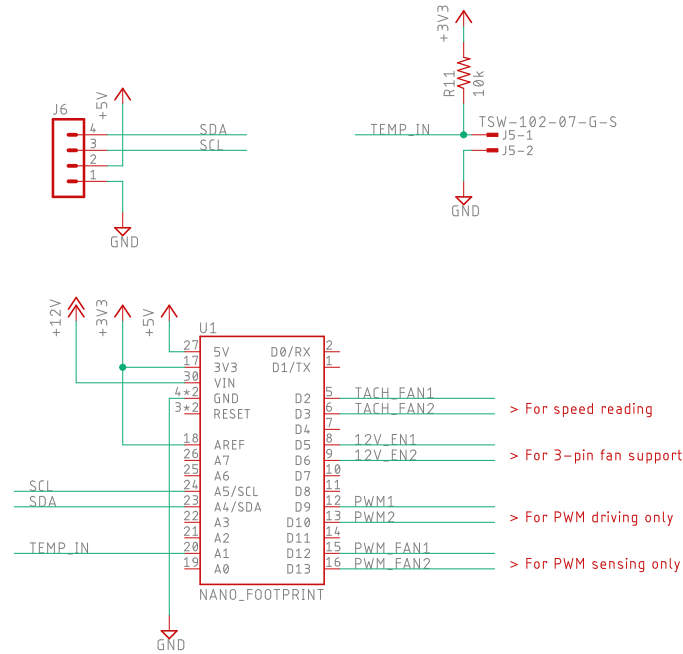 +3V3
R11
10k
J6
+5V
4
SDA
3
SCL
2
1
GND
TSW-102-07-G-S
TEMP_IN
J5-1
J5-2
GND
+12V
+3V3
+5V
U1
27 5V D0/RX 2
17 3V3 D1/TX 1
30 VIN
4*2 GND D2 5 TACH_FAN1
3*2 RESET D3 6 TACH_FAN2
> For speed reading
D4 7
18 AREF D5 8 12V_EN1
26 A7 D6 9 12V_EN2
> For 3-pin fan support
25 A6 D7 10
SCL 24 A5/SCL D8 11
SDA 23 A4/SDA D9 12 PWM1
22 A3 D10 13 PWM2
> For PWM driving only
21 A2 D11 14
TEMP_IN 20 A1 D12 15 PWM_FAN1
19 A0 D13 16 PWM_FAN2
> For PWM sensing only
NANO_FOOTPRINT
GND